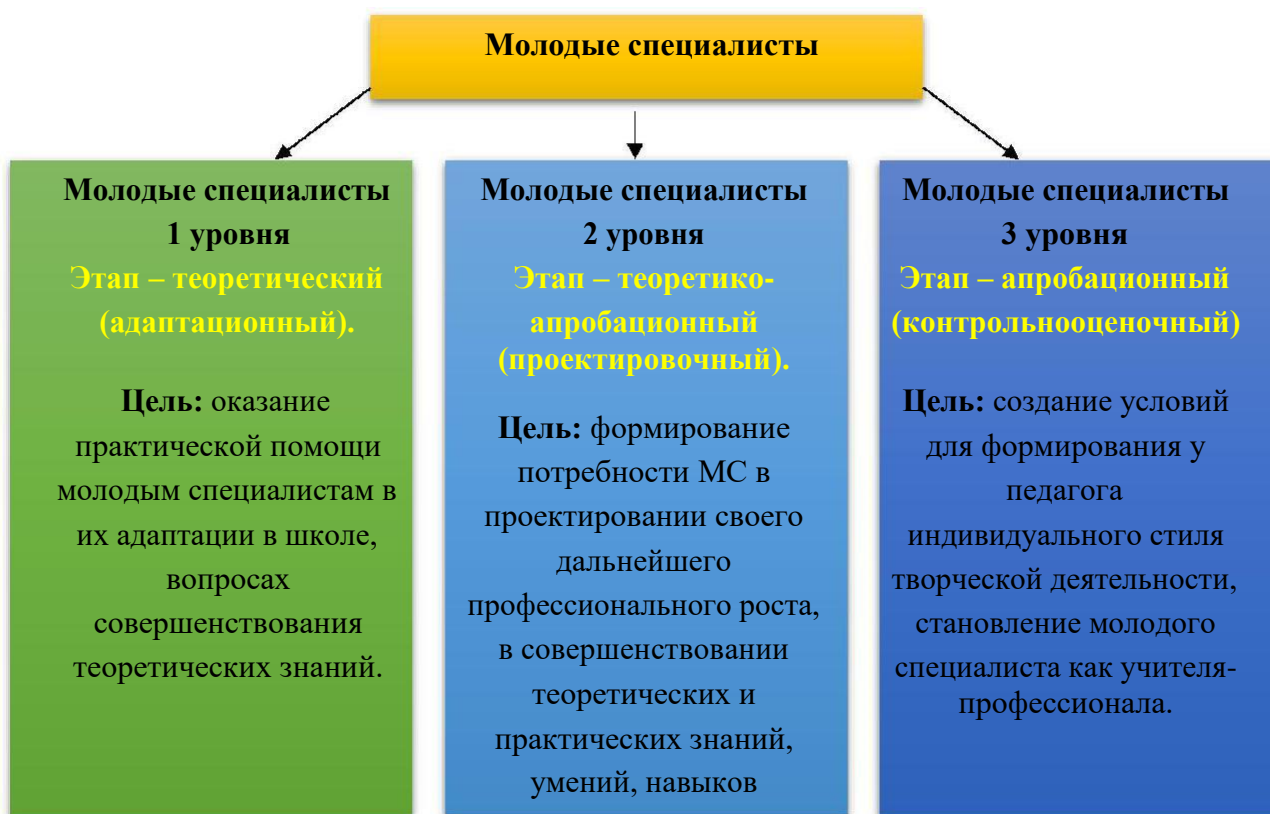 Молодые специалисты
Молодые специалисты
1 уровня
Этап – теоретический
(адаптационный).
Цель: оказание
практической помощи
молодым специалистам в
их адаптации в школе,
вопросах
совершенствования
теоретических знаний.
Молодые специалисты
2 уровня
Этап – теоретико-
апробационный
(проектировочный).
Цель: формирование
потребности МС в
проектировании своего
дальнейшего
профессионального роста,
в совершенствовании
теоретических и
практических знаний,
умений, навыков
Молодые специалисты
3 уровня
Этап – апробационный
(контрольнооценочный)
Цель: создание условий
для формирования у
педагога
индивидуального стиля
творческой деятельности,
становление молодого
специалиста как учителя-
профессионала.